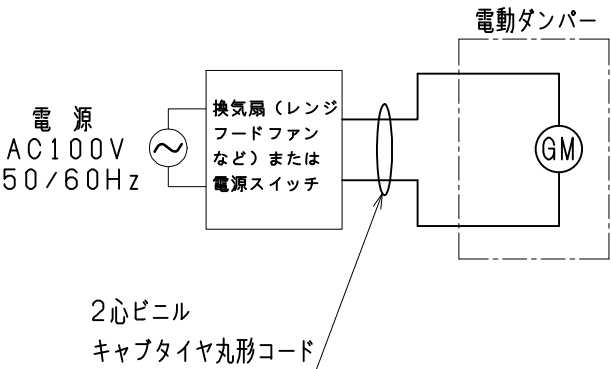 電動ダンパー
電 源
AC100V
50/60Hz
換気扇（レンジ
フードファン
など）または
電源スイッチ
GM
2心ビニル
キャブタイヤ丸形コード